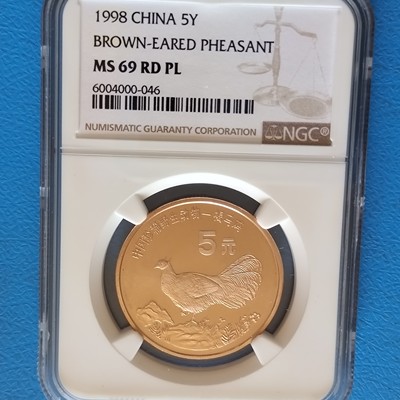 1998 CHINA 5Y
BROWN-EARED PHEASANT
MS 69 RD PL
6004000-046
NUMISMATIC GUARANTY CORPORATION NGC®
5元